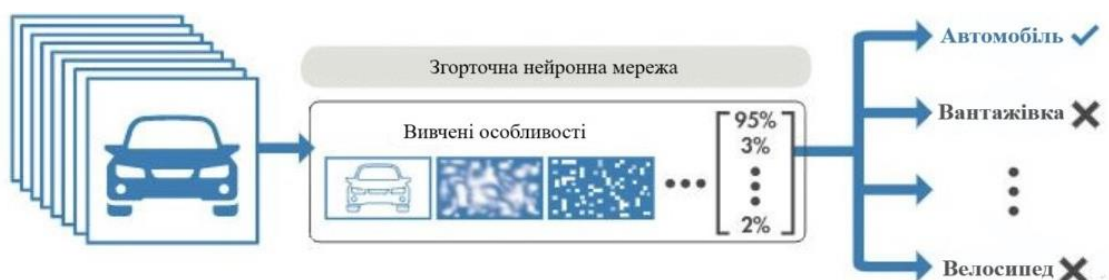 Згорточна нейронна мережа
Вивчені особливості
95%
3%
2%
Автомобіль
Вантажівка
Велосипед